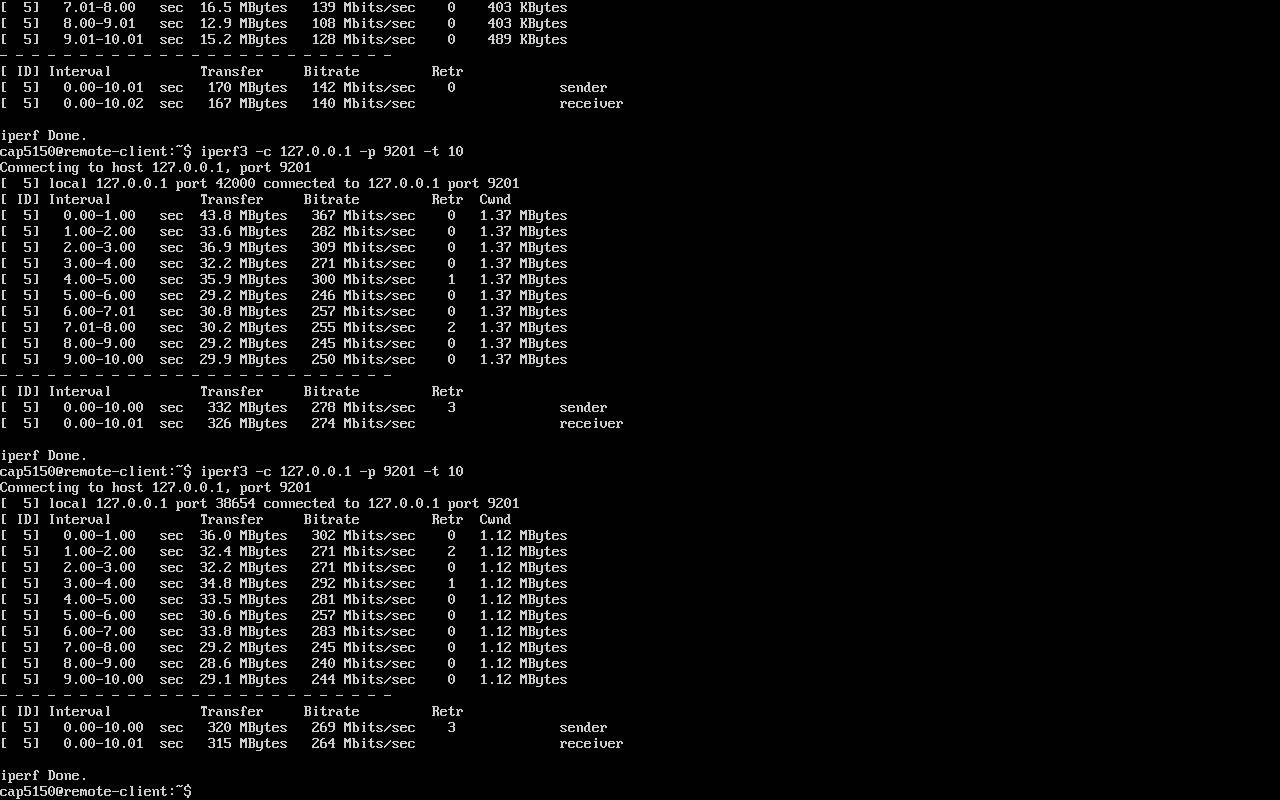 [  5]   7.01-8.00   sec  16.5 MBytes   139 Mbits/sec    0    403 KBytes
[  5]   8.00-9.01   sec  12.9 MBytes   108 Mbits/sec    0    403 KBytes
[  5]   9.01-10.01  sec  15.2 MBytes   128 Mbits/sec    0    489 KBytes
- - - - - - - - - - - - - - - - - - - - - - - - -
[ ID] Interval           Transfer     Bitrate         Retr
[  5]   0.00-10.01  sec   170 MBytes   142 Mbits/sec    0             sender
[  5]   0.00-10.02  sec   167 MBytes   140 Mbits/sec                  receiver

iperf Done.
cap5150@remote-client:~$ iperf3 -c 127.0.0.1 -p 9201 -t 10
Connecting to host 127.0.0.1, port 9201
[  5] local 127.0.0.1 port 42000 connected to 127.0.0.1 port 9201
[ ID] Interval           Transfer     Bitrate         Retr  Cwnd
[  5]   0.00-1.00   sec  43.8 MBytes   367 Mbits/sec    0   1.37 MBytes
[  5]   1.00-2.00   sec  33.6 MBytes   282 Mbits/sec    0   1.37 MBytes
[  5]   2.00-3.00   sec  36.9 MBytes   309 Mbits/sec    0   1.37 MBytes
[  5]   3.00-4.00   sec  32.2 MBytes   271 Mbits/sec    0   1.37 MBytes
[  5]   4.00-5.00   sec  35.9 MBytes   300 Mbits/sec    1   1.37 MBytes
[  5]   5.00-6.00   sec  29.2 MBytes   246 Mbits/sec    0   1.37 MBytes
[  5]   6.00-7.01   sec  30.8 MBytes   257 Mbits/sec    0   1.37 MBytes
[  5]   7.01-8.00   sec  30.2 MBytes   255 Mbits/sec    2   1.37 MBytes
[  5]   8.00-9.00   sec  29.2 MBytes   245 Mbits/sec    0   1.37 MBytes
[  5]   9.00-10.00  sec  29.9 MBytes   250 Mbits/sec    0   1.37 MBytes
- - - - - - - - - - - - - - - - - - - - - - - - -
[ ID] Interval           Transfer     Bitrate         Retr
[  5]   0.00-10.00  sec   332 MBytes   278 Mbits/sec    3             sender
[  5]   0.00-10.01  sec   326 MBytes   274 Mbits/sec                  receiver

iperf Done.
cap5150@remote-client:~$ iperf3 -c 127.0.0.1 -p 9201 -t 10
Connecting to host 127.0.0.1, port 9201
[  5] local 127.0.0.1 port 38654 connected to 127.0.0.1 port 9201
[ ID] Interval           Transfer     Bitrate         Retr  Cwnd
[  5]   0.00-1.00   sec  36.0 MBytes   302 Mbits/sec    0   1.12 MBytes
[  5]   1.00-2.00   sec  32.4 MBytes   271 Mbits/sec    2   1.12 MBytes
[  5]   2.00-3.00   sec  32.2 MBytes   271 Mbits/sec    0   1.12 MBytes
[  5]   3.00-4.00   sec  34.8 MBytes   292 Mbits/sec    1   1.12 MBytes
[  5]   4.00-5.00   sec  33.5 MBytes   281 Mbits/sec    0   1.12 MBytes
[  5]   5.00-6.00   sec  30.6 MBytes   257 Mbits/sec    0   1.12 MBytes
[  5]   6.00-7.00   sec  33.8 MBytes   283 Mbits/sec    0   1.12 MBytes
[  5]   7.00-8.00   sec  29.2 MBytes   245 Mbits/sec    0   1.12 MBytes
[  5]   8.00-9.00   sec  28.6 MBytes   240 Mbits/sec    0   1.12 MBytes
[  5]   9.00-10.00  sec  29.1 MBytes   244 Mbits/sec    0   1.12 MBytes
- - - - - - - - - - - - - - - - - - - - - - - - -
[ ID] Interval           Transfer     Bitrate         Retr
[  5]   0.00-10.00  sec   320 MBytes   269 Mbits/sec    3             sender
[  5]   0.00-10.01  sec   315 MBytes   264 Mbits/sec                  receiver

iperf Done.
cap5150@remote-client:~$